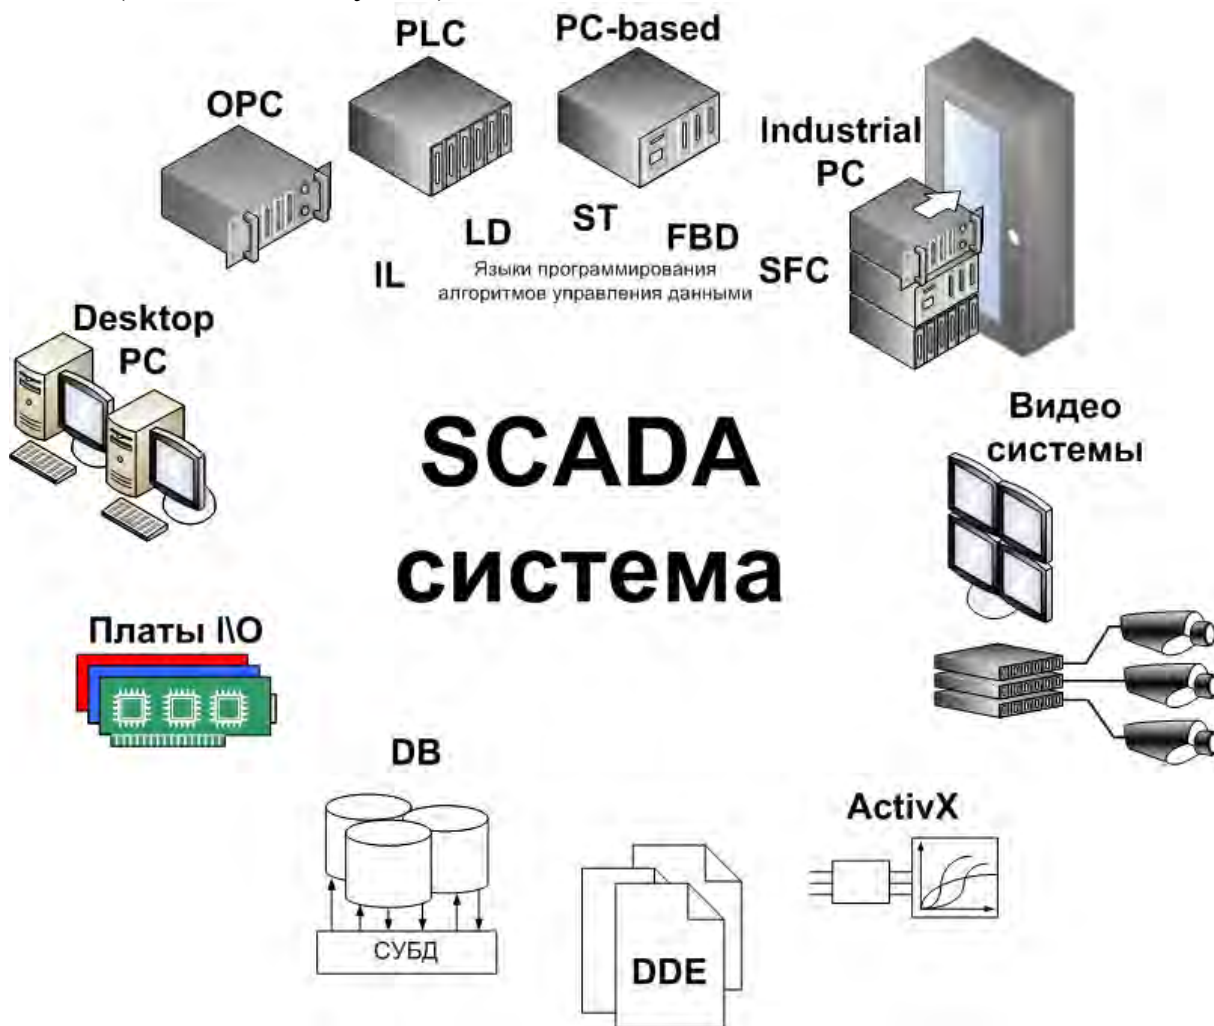 PLC
PC-based
OPC
Industrial
PC
LD
ST
FBD
IL
SFC
Языки программирования
алгоритмов управления данными
Desktop
PC
SCADA
система
Видео
системы
Платы I\O
DB
СУБД
DDE
ActivX